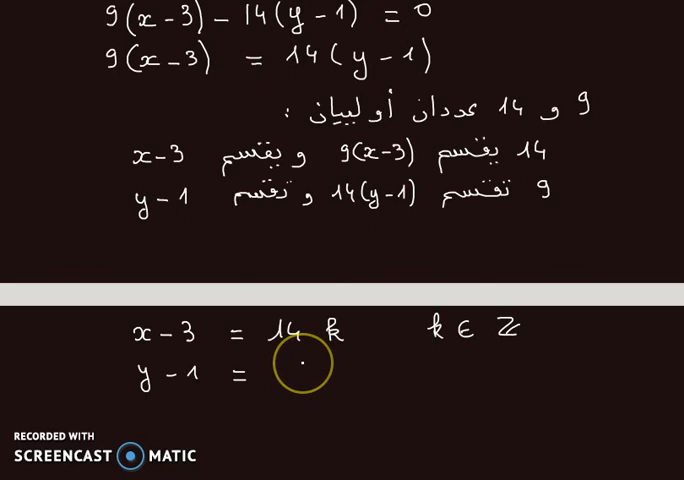 9(x-3) - 14(y-1) = 0
9(x-3) = 14(y-1)
9 و 14 عددان أوليان :
14 يقسم 9(x-3) و يقسم x-3
9 تقسم 14(y-1) و تقسم y-1
x-3 = 14 k k ∈ ℤ
y-1 =
RECORDED WITH
SCREENCAST MATIC